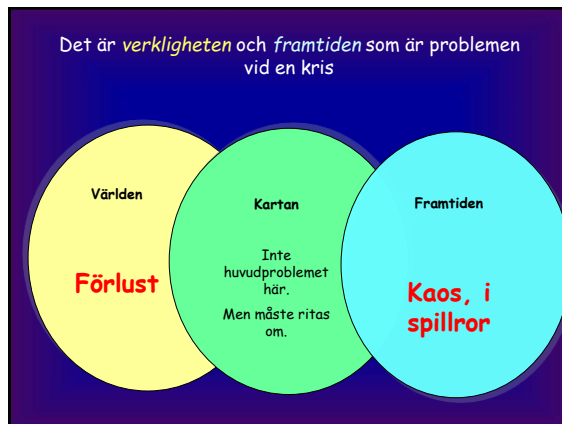 Det är verkligheten och framtiden som är problemen
vid en kris
Världen
Förlust
Kartan
Inte
huvudproblemet
här.
Men måste ritas
om.
Framtiden
Kaos, i
spillror